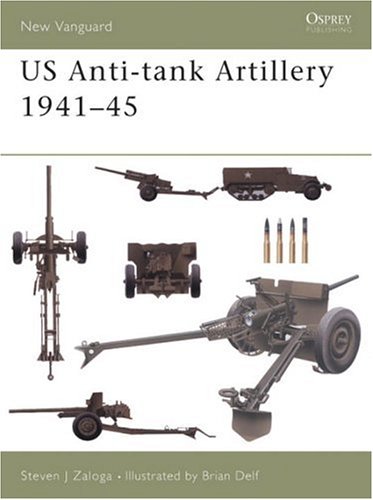 New Vanguard
OSPREY
PUBLISHING
US Anti-tank Artillery
1941–45
Steven J Zaloga • Illustrated by Brian Delf